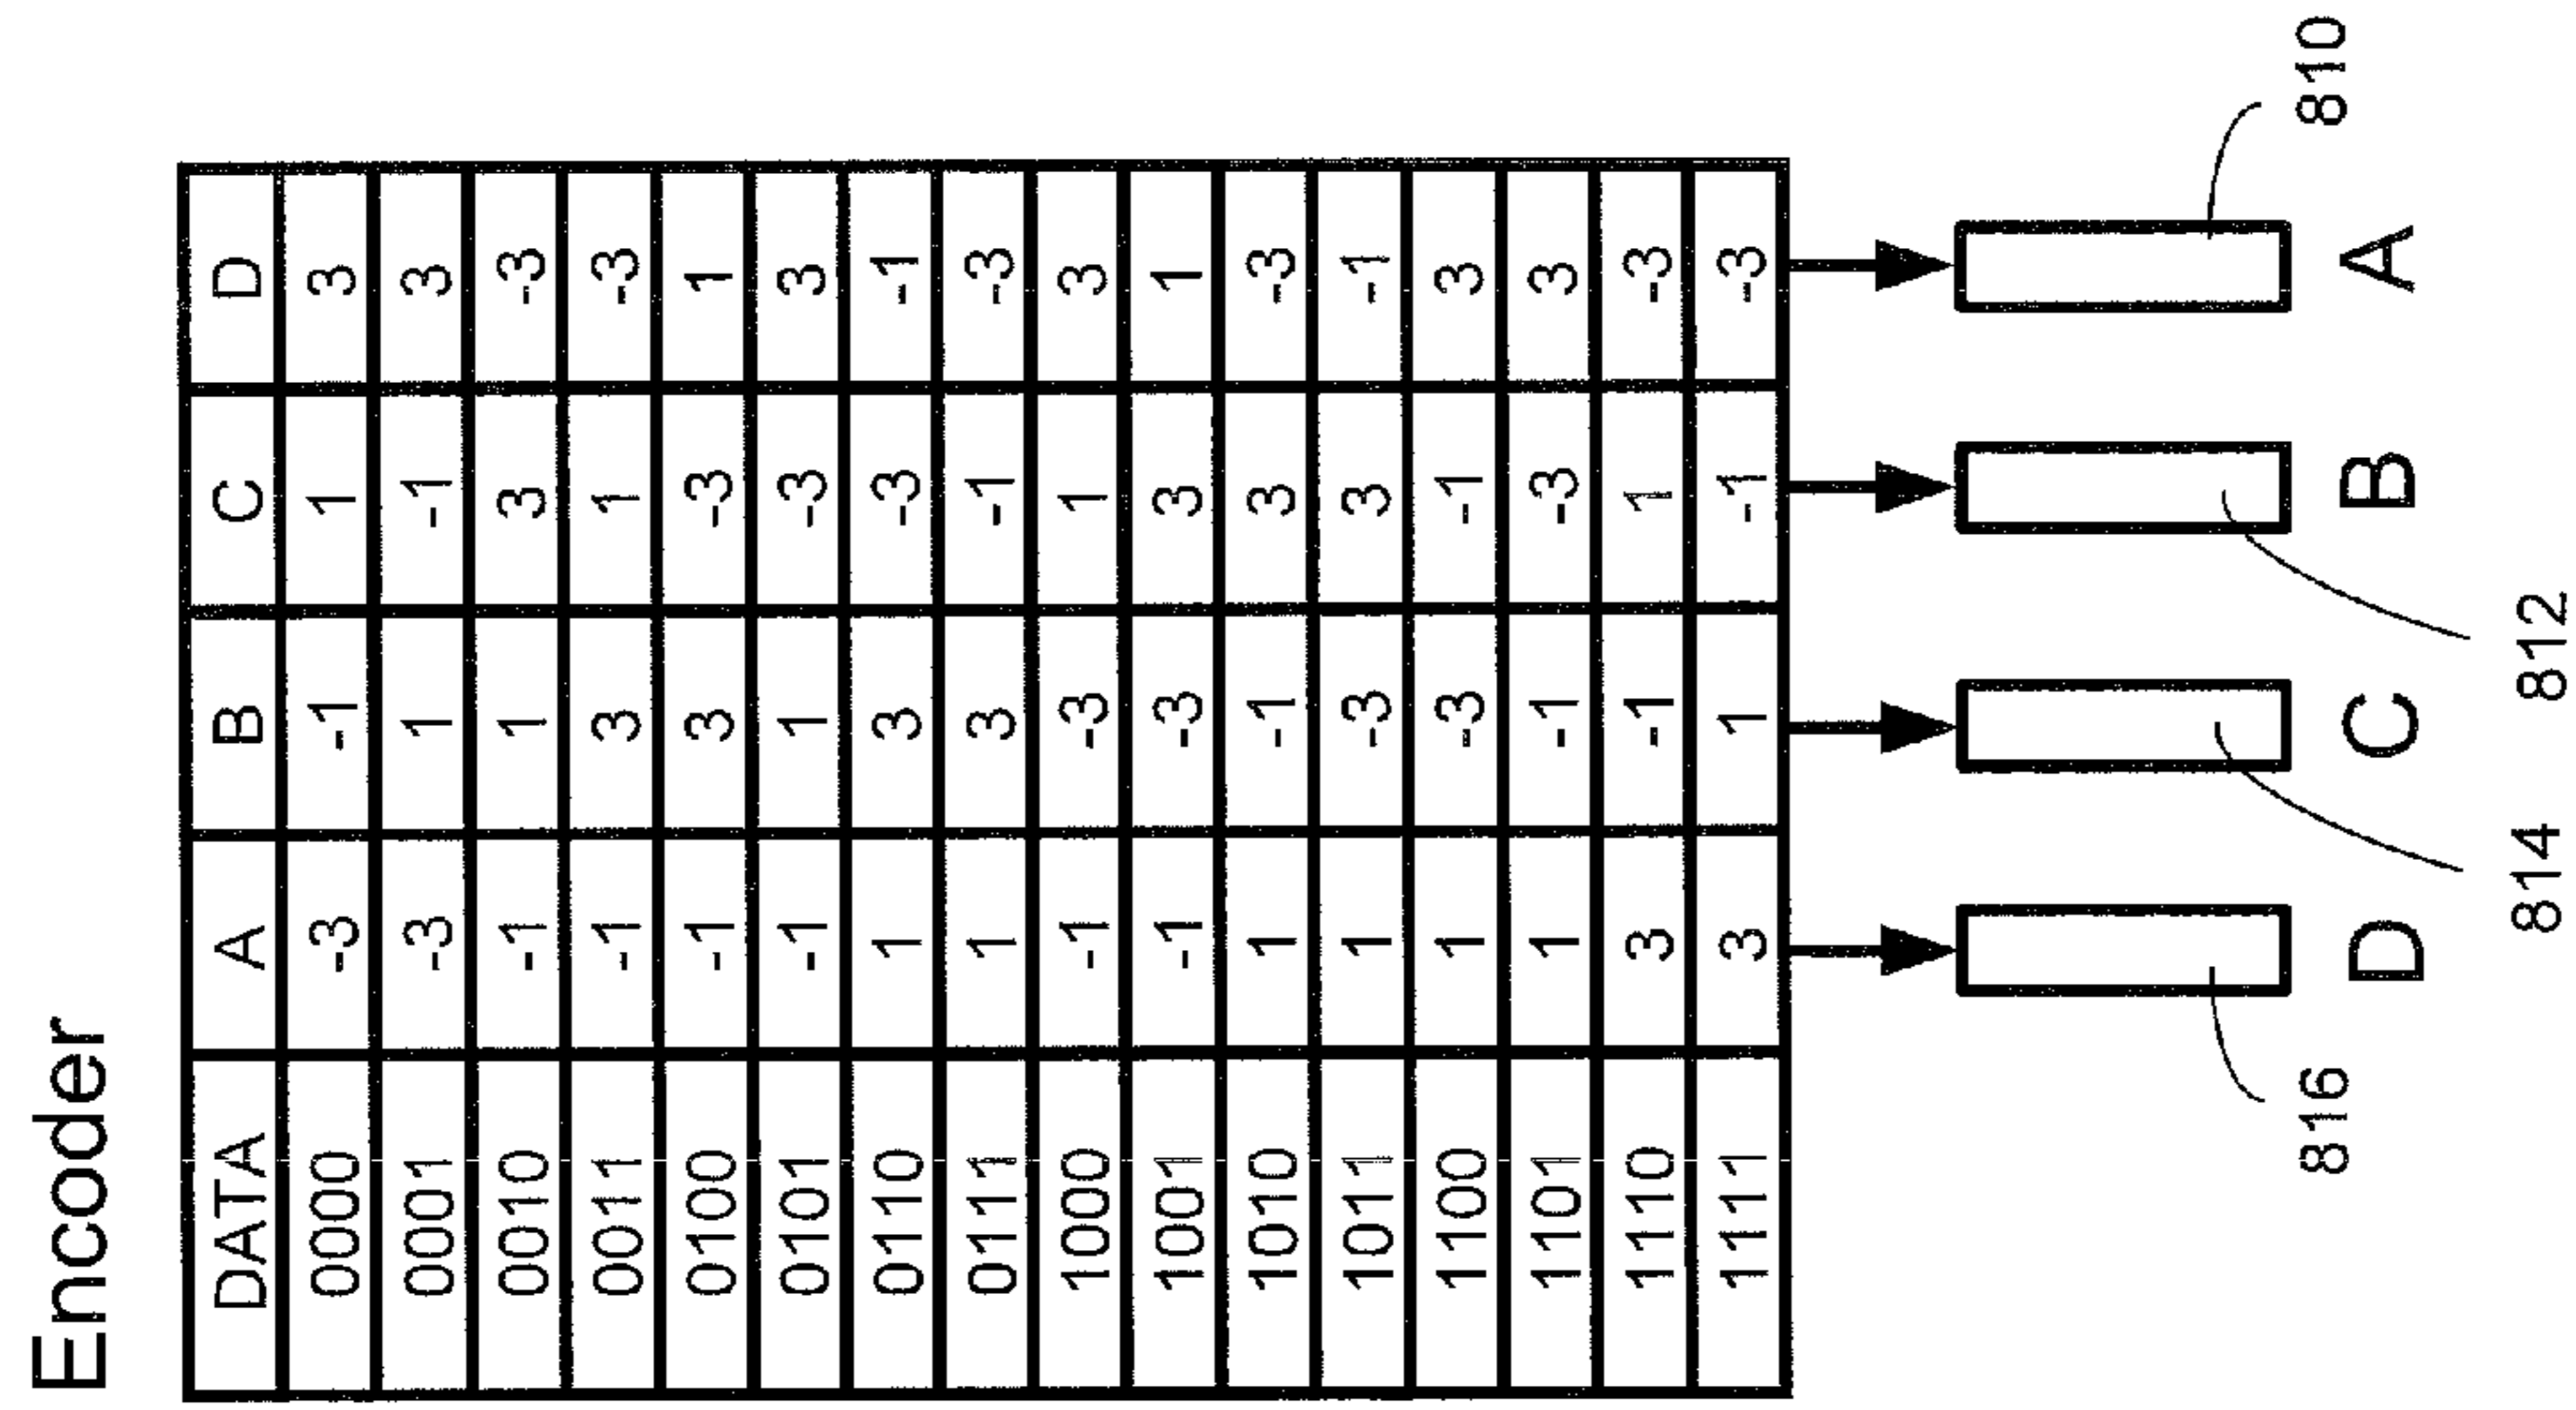 Encoder
DATA A B C D
0000 -3 -1 1 3
0001 -3 1 -1 3
0010 -1 1 3 -3
0011 -1 3 1 -3
0100 -1 3 -3 1
0101 -1 1 -3 3
0110 1 3 -3 -1
0111 1 3 -1 -3
1000 -1 -3 1 3
1001 -1 -3 3 1
1010 1 -1 3 -3
1011 1 -3 3 -1
1100 1 -3 -1 3
1101 1 -1 -3 3
1110 3 -1 1 -3
1111 3 1 -1 -3
816 810
D C B A
814 812